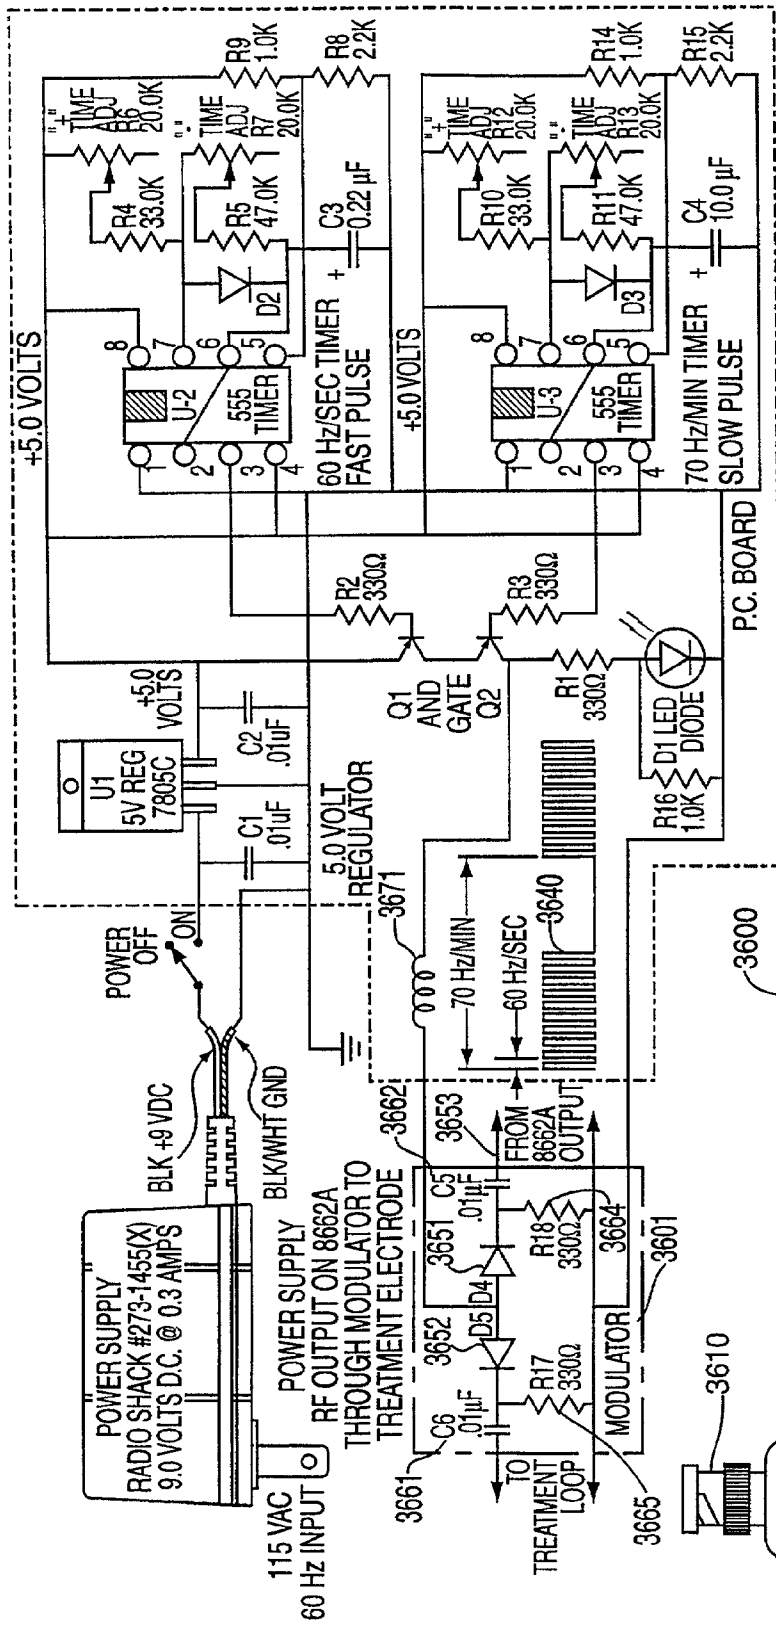 POWER SUPPLY
RADIO SHACK #273-1455(X)
9.0 VOLTS D.C. @ 0.3 AMPS
115 VAC
60 Hz INPUT
BLK +9 VDC
BLK/WHT GND
POWER
OFF
ON
U1
5V REG
7805C
C1
.01uF
C2
.01uF
+5.0
VOLTS
5.0 VOLT
REGULATOR
+5.0 VOLTS
"+" TIME
ADJ
R6
20.0K
R4
33.0K
"-" TIME
ADJ
R7
20.0K
R5
47.0K
R9
1.0K
R8
2.2K
D2
C3
0.22 µF
+
8
7
6
5
U-2
555
TIMER
1
2
3
4
60 Hz/SEC TIMER
FAST PULSE
+5.0 VOLTS
"+" TIME
ADJ
R12
20.0K
R10
33.0K
"-" TIME
ADJ
R13
20.0K
R11
47.0K
R14
1.0K
R15
2.2K
D3
C4
10.0 µF
+
8
7
6
5
U-3
555
TIMER
1
2
3
4
70 Hz/MIN TIMER
SLOW PULSE
P.C. BOARD
R2
330Ω
R3
330Ω
Q1
AND
GATE
Q2
R1
330Ω
D1 LED
DIODE
R16
1.0K
3671
70 Hz/MIN
60 Hz/SEC
3640
POWER SUPPLY
RF OUTPUT ON 8662A
THROUGH MODULATOR TO
TREATMENT ELECTRODE
3662
3653
FROM
8662A
OUTPUT
C5
.01µF
3651
D4
D5
3652
C6
.01µF
3661
R18
330Ω
3664
R17
330Ω
MODULATOR
3601
TO
TREATMENT
LOOP
3665
3600
3610